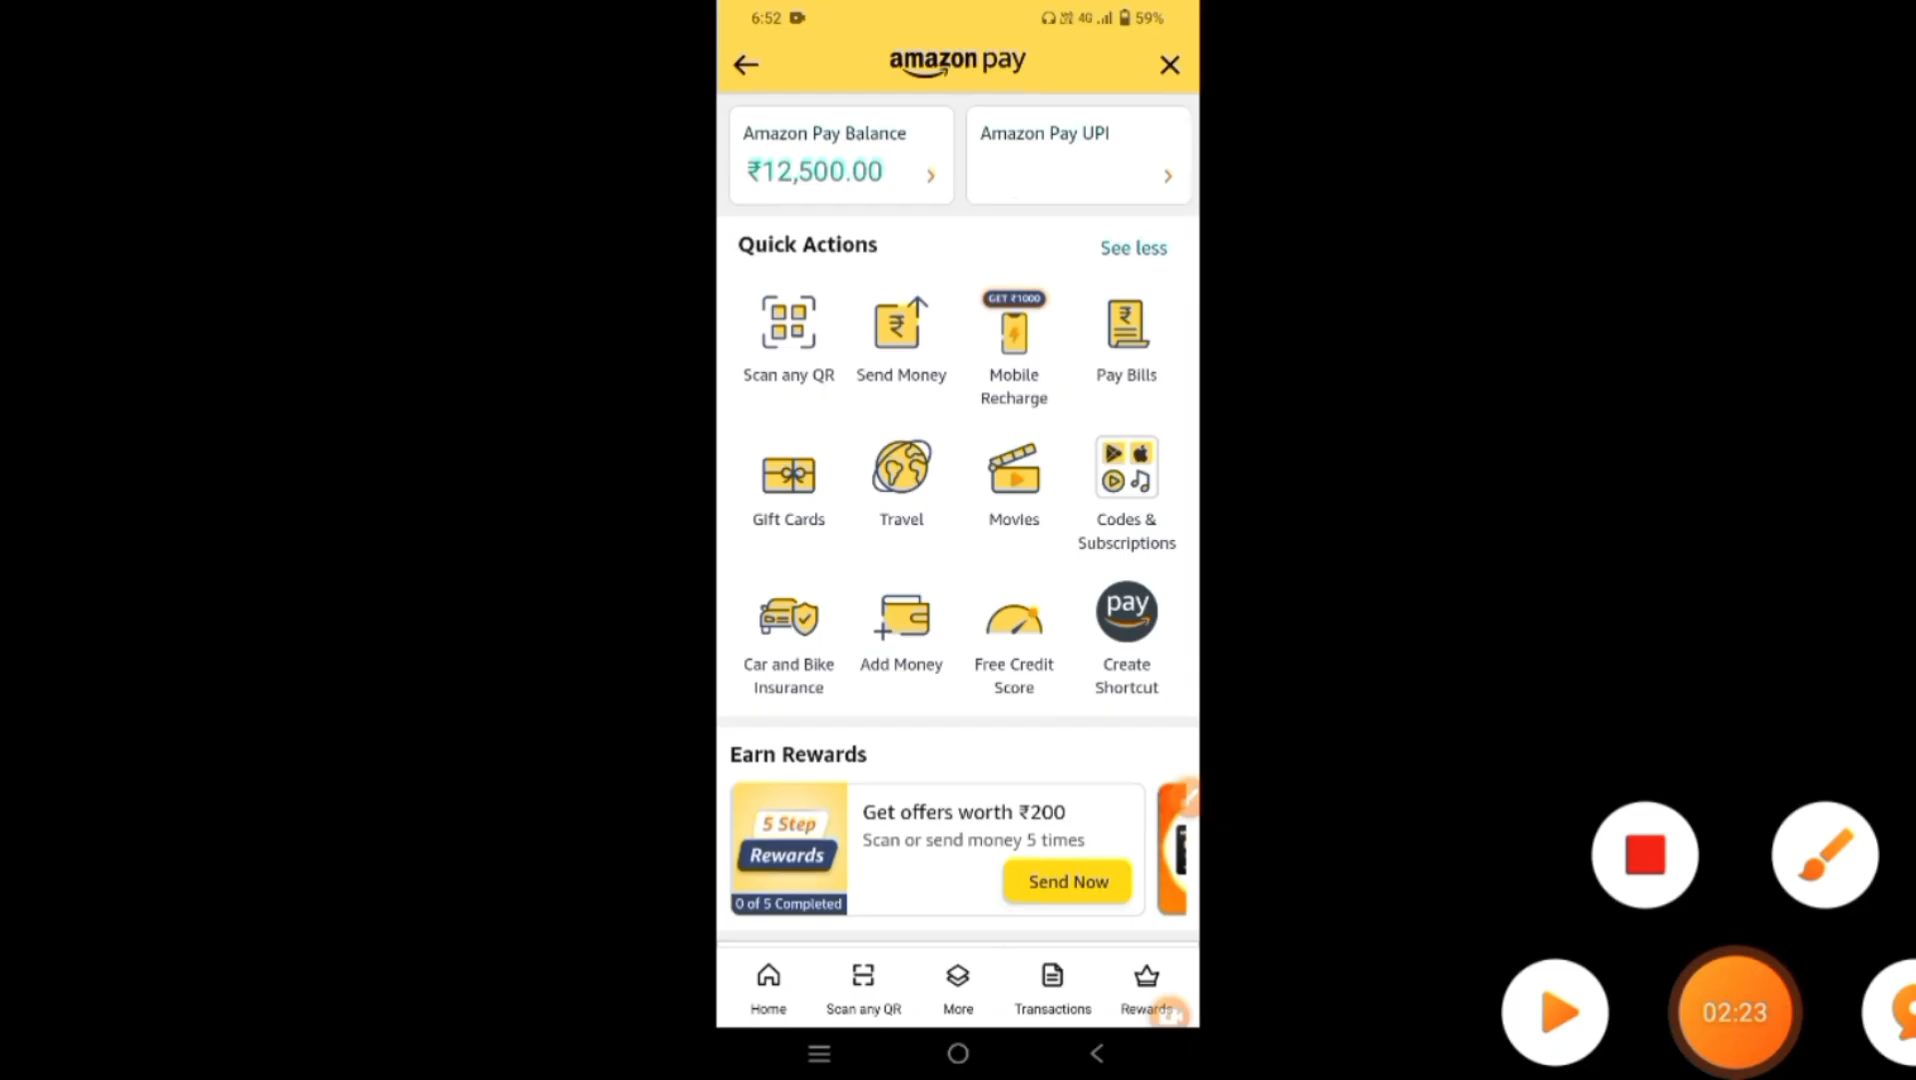 6:52 4G 59%
amazon pay
Amazon Pay Balance
₹12,500.00
Amazon Pay UPI
Quick Actions
See less
Scan any QR
Send Money
GET ₹1000
Mobile
Recharge
Pay Bills
Gift Cards
Travel
Movies
Codes &
Subscriptions
Car and Bike
Insurance
Add Money
Free Credit
Score
pay
Create
Shortcut
Earn Rewards
5 Step
Rewards
0 of 5 Completed
Get offers worth ₹200
Scan or send money 5 times
Send Now
Home
Scan any QR
More
Transactions
Rewards
02:23